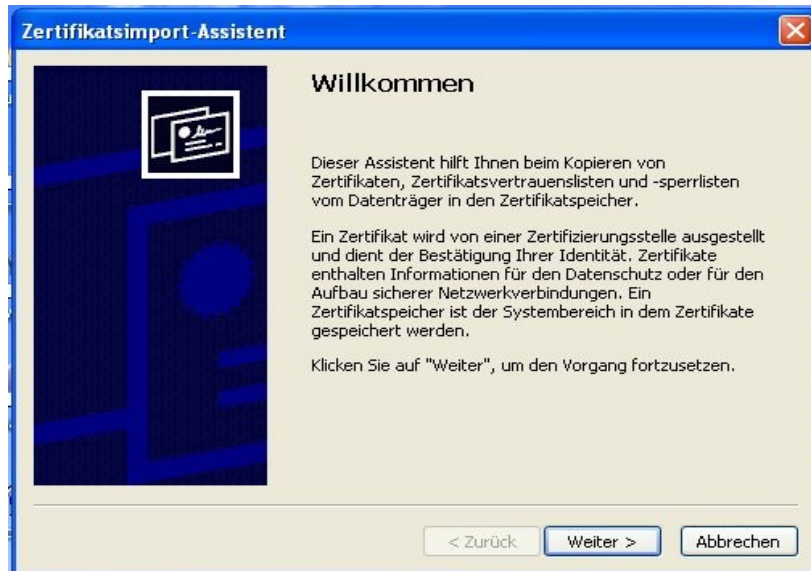 Zertifikatsimport-Assistent
Willkommen
Dieser Assistent hilft Ihnen beim Kopieren von
Zertifikaten, Zertifikatsvertrauenslisten und -sperrlisten
vom Datenträger in den Zertifikatspeicher.
Ein Zertifikat wird von einer Zertifizierungsstelle ausgestellt
und dient der Bestätigung Ihrer Identität. Zertifikate
enthalten Informationen für den Datenschutz oder für den
Aufbau sicherer Netzwerkverbindungen. Ein
Zertifikatspeicher ist der Systembereich in dem Zertifikate
gespeichert werden.
Klicken Sie auf "Weiter", um den Vorgang fortzusetzen.
< Zurück Weiter > Abbrechen